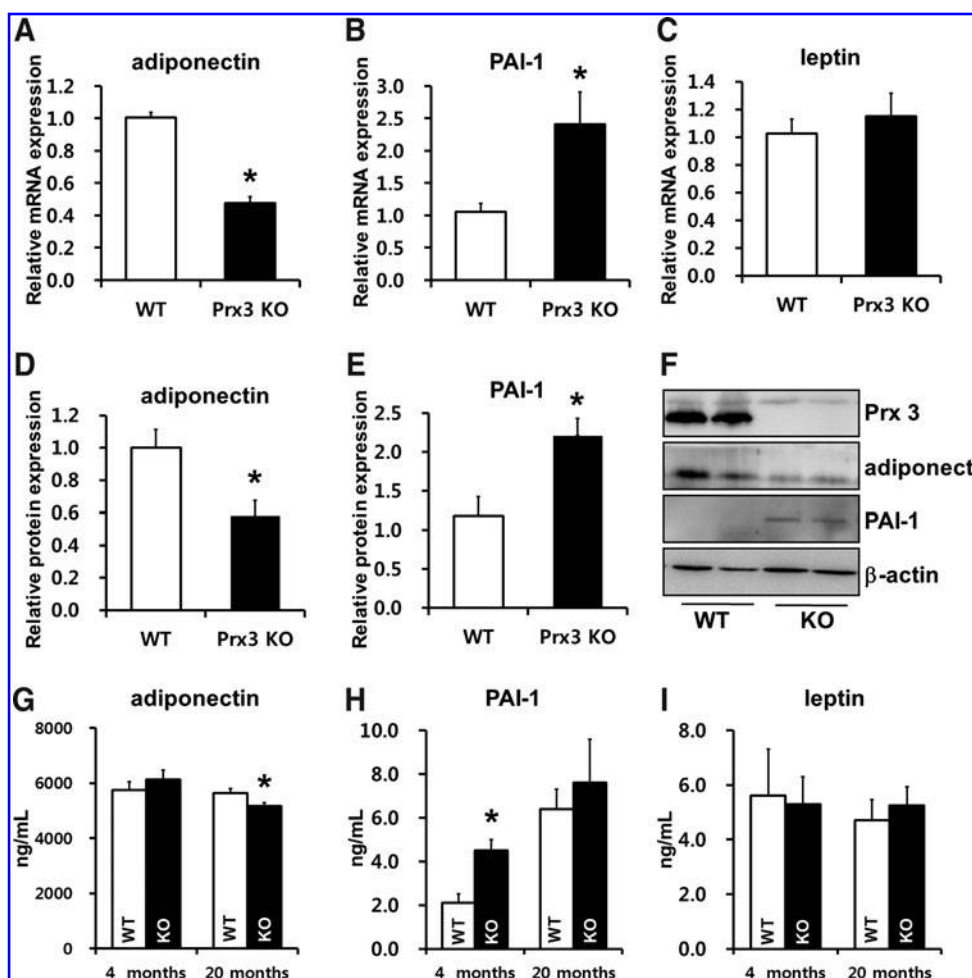 A
adiponectin
Relative mRNA expression
1.2
1.0
0.8
0.6
0.4
0.2
0.0
*
WT
Prx3 KO
B
PAI-1
Relative mRNA expression
3.0
2.5
2.0
1.5
1.0
0.5
0.0
*
WT
Prx3 KO
C
leptin
Relative mRNA expression
1.4
1.2
1.0
0.8
0.6
0.4
0.2
0.0
WT
Prx3 KO
D
adiponectin
Relative protein expression
1.2
1.0
0.8
0.6
0.4
0.2
0.0
*
WT
Prx3 KO
E
PAI-1
Relative protein expression
2.5
2.0
1.5
1.0
0.5
0.0
*
WT
Prx3 KO
F
Prx 3
adiponect
PAI-1
β-actin
WT
KO
G
adiponectin
ng/mL
8000
6000
4000
2000
0
*
WT
KO
WT
KO
4 months
20 months
H
PAI-1
ng/mL
10.0
8.0
6.0
4.0
2.0
0.0
*
WT
KO
WT
KO
4 months
20 months
I
leptin
ng/mL
8.0
6.0
4.0
2.0
0.0
WT
KO
WT
KO
4 months
20 months